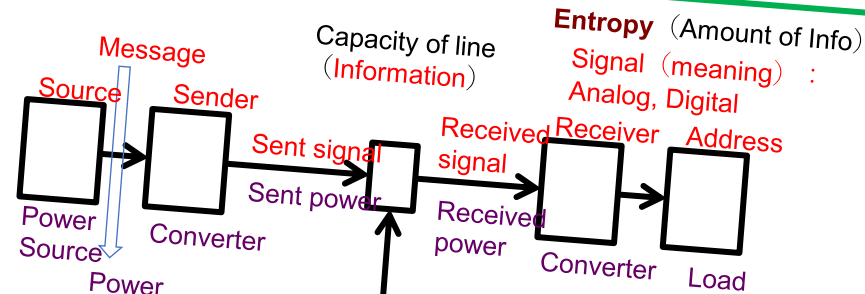 Entropy（Amount of Info）
Capacity of line
（Information）
Signal（meaning）：
Analog, Digital
Message
Source
Sender
Sent signal
Received
signal
Receiver
Address
Power
Source
Converter
Sent power
Received
power
Converter
Load
Power